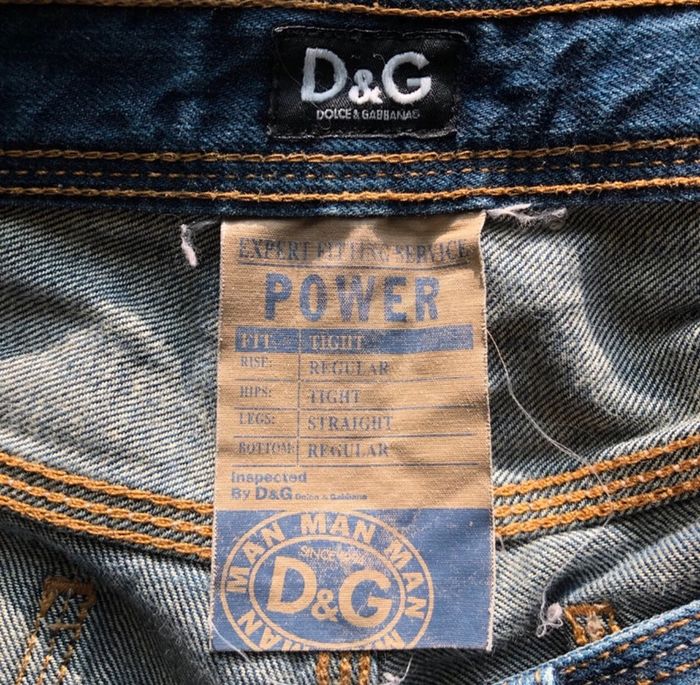 D&G
DOLCE & GABBANA®
EXPERT FITTING SERVICE
POWER
FIT: TIGHT
RISE: REGULAR
HIPS: TIGHT
LEGS: STRAIGHT
BOTTOM: REGULAR
Inspected
By D&G Dolce & Gabbana
MAN MAN MAN MAN
SINCE
D&G